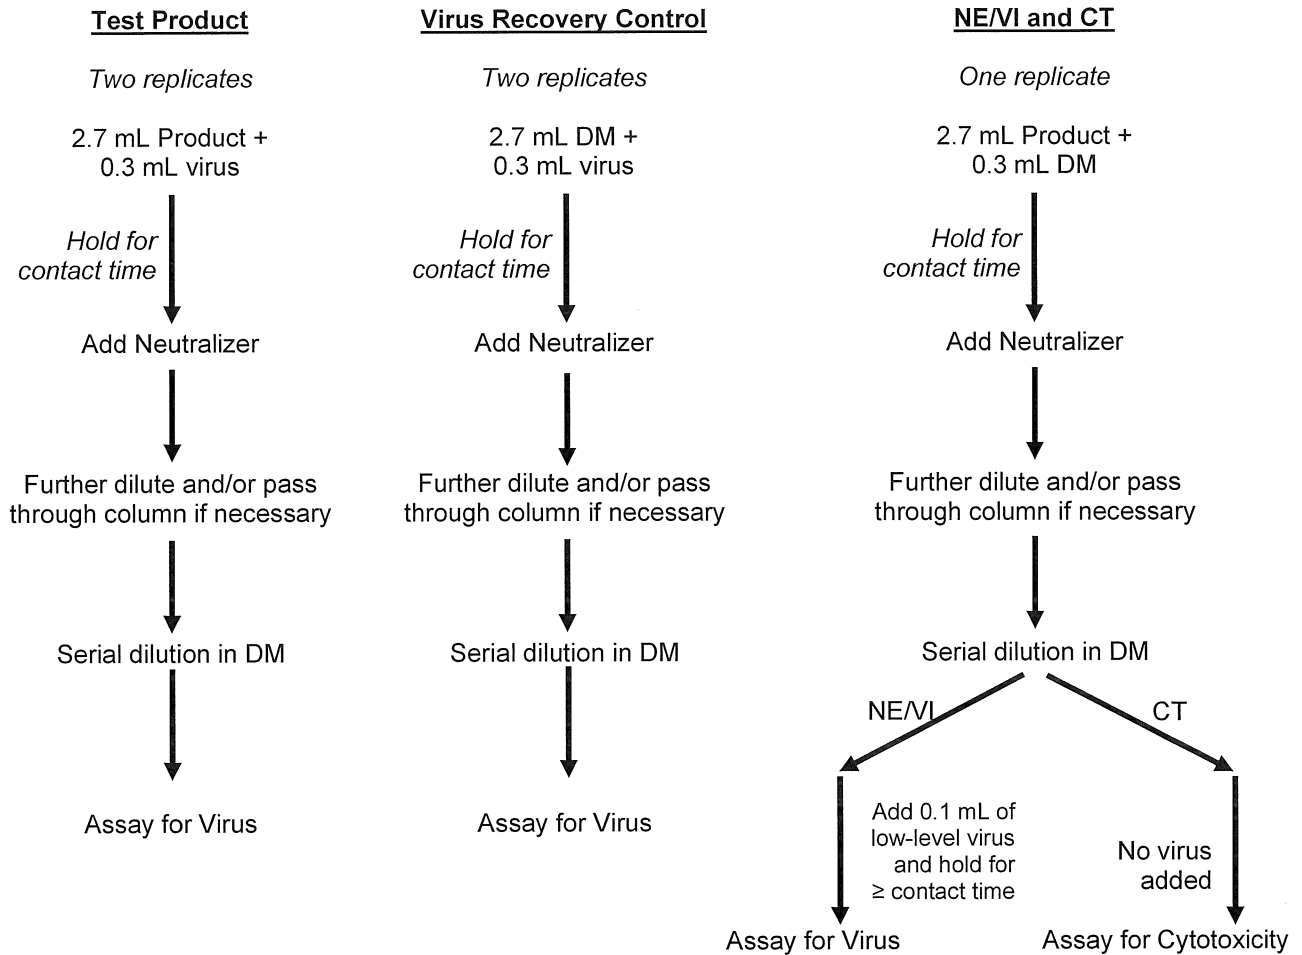 Test Product
Two replicates
2.7 mL Product +
0.3 mL virus
Hold for
contact time
Add Neutralizer
Further dilute and/or pass
through column if necessary
Serial dilution in DM
Assay for Virus
Virus Recovery Control
Two replicates
2.7 mL DM +
0.3 mL virus
Hold for
contact time
Add Neutralizer
Further dilute and/or pass
through column if necessary
Serial dilution in DM
Assay for Virus
NE/VI and CT
One replicate
2.7 mL Product +
0.3 mL DM
Hold for
contact time
Add Neutralizer
Further dilute and/or pass
through column if necessary
Serial dilution in DM
NE/VI
Add 0.1 mL of
low-level virus
and hold for
≥ contact time
Assay for Virus
CT
No virus
added
Assay for Cytotoxicity